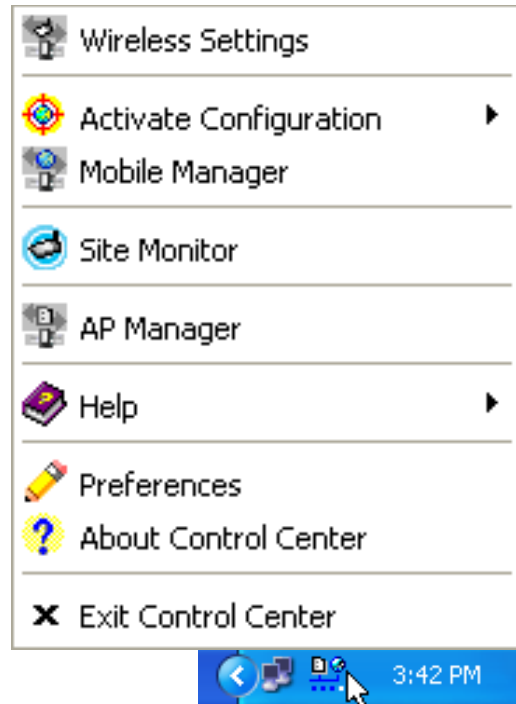 Wireless Settings
Activate Configuration
Mobile Manager
Site Monitor
AP Manager
Help
Preferences
About Control Center
Exit Control Center
3:42 PM